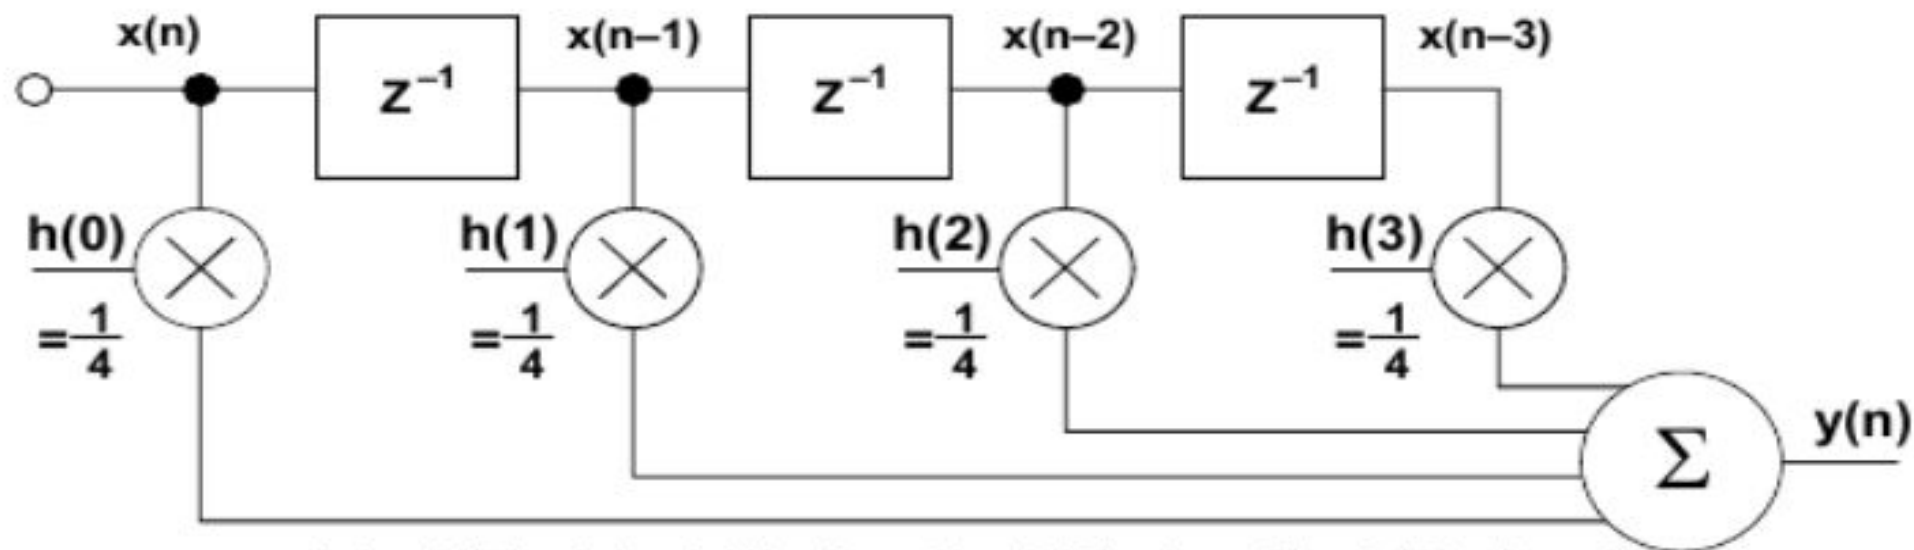 x(n)
x(n–1)
x(n–2)
x(n–3)
Z⁻¹
Z⁻¹
Z⁻¹
h(0)
h(1)
h(2)
h(3)
=1/4
=1/4
=1/4
=1/4
Σ
y(n)